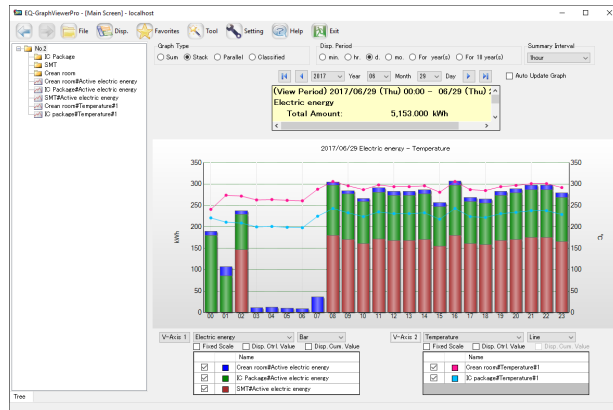 EQ-GraphViewerPro - [Main Screen] - localhost
File Disp. Favorites Tool Setting Help Exit
No.2
IC Package
SMT
Crean room
Crean room#Active electric energy
IC Package#Active electric energy
SMT#Active electric energy
Crean room#Temperature#1
IC package#Temperature#1
Tree
Graph Type
Sum Stack Parallel Classified
Disp. Period
min. hr. d. mo. For year(s) For 10 year(s)
Summary Interval
1hour
2017 Year 06 Month 29 Day
Auto Update Graph
(View Period) 2017/06/29 (Thu) 00:00 - 06/29 (Thu)
Electric energy
Total Amount: 5,153.000 kWh
2017/06/29 Electric energy - Temperature
350 350
300 300
250 250
200 200
kWh ℃
150 150
100 100
50 50
0 0
00 01 02 03 04 05 06 07 08 09 10 11 12 13 14 15 16 17 18 19 20 21 22 23
V-Axis 1 Electric energy Bar
Fixed Scale Disp. Ctrl. Value Disp. Cum. Value
Name
Crean room#Active electric energy
IC Package#Active electric energy
SMT#Active electric energy
V-Axis 2 Temperature Line
Fixed Scale Disp. Ctrl. Value Disp. Cum. Value
Name
Crean room#Temperature#1
IC package#Temperature#1